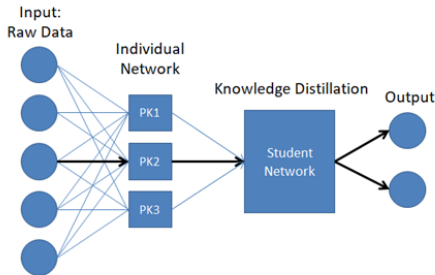 Input:
Raw Data
Individual
Network
Knowledge Distillation
Output
PK1
PK2
PK3
Student
Network